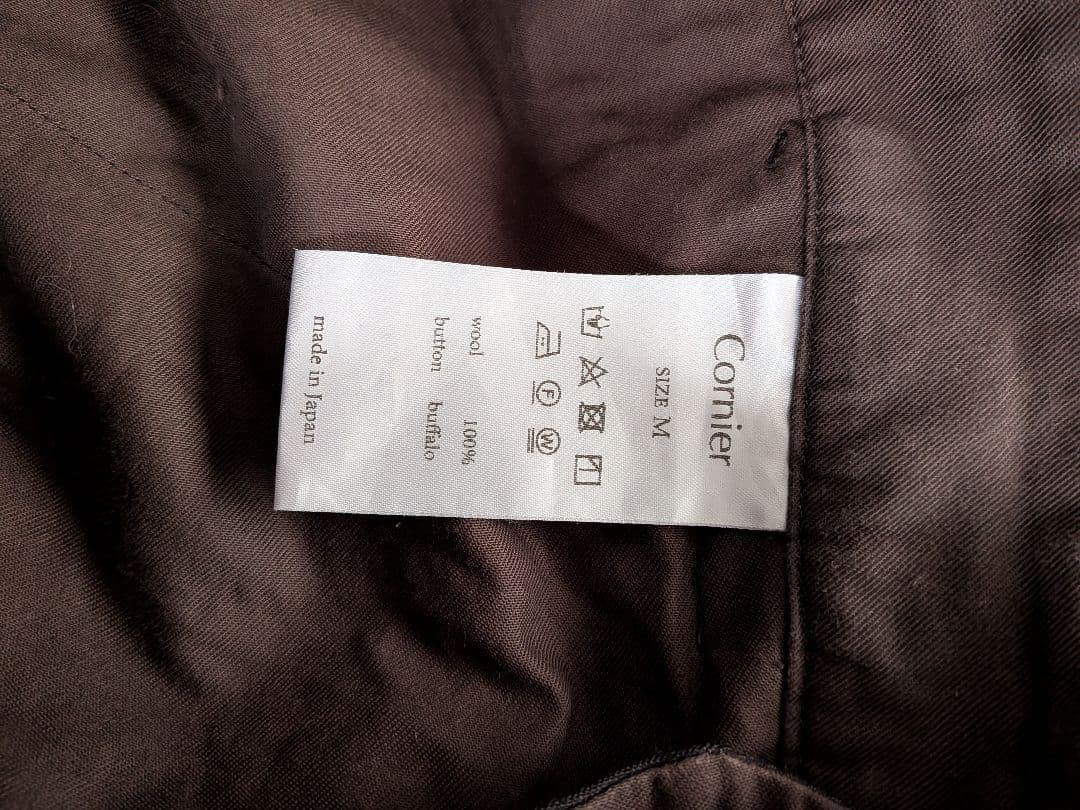 Cornier
SIZE M
F W
wool 100%
button buffalo
made in Japan